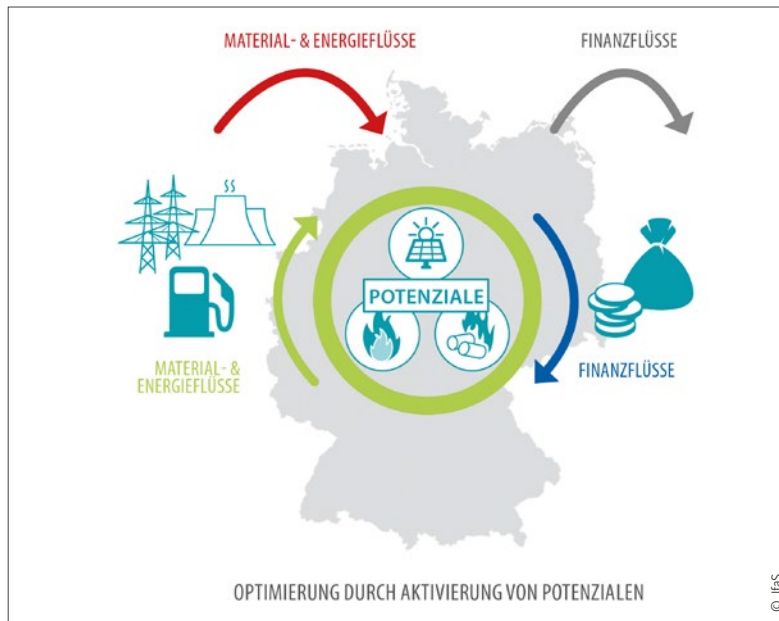 MATERIAL- & ENERGIEFLÜSSE
FINANZFLÜSSE
POTENZIALE
MATERIAL- &
ENERGIEFLÜSSE
FINANZFLÜSSE
OPTIMIERUNG DURCH AKTIVIERUNG VON POTENZIALEN
© IfaS